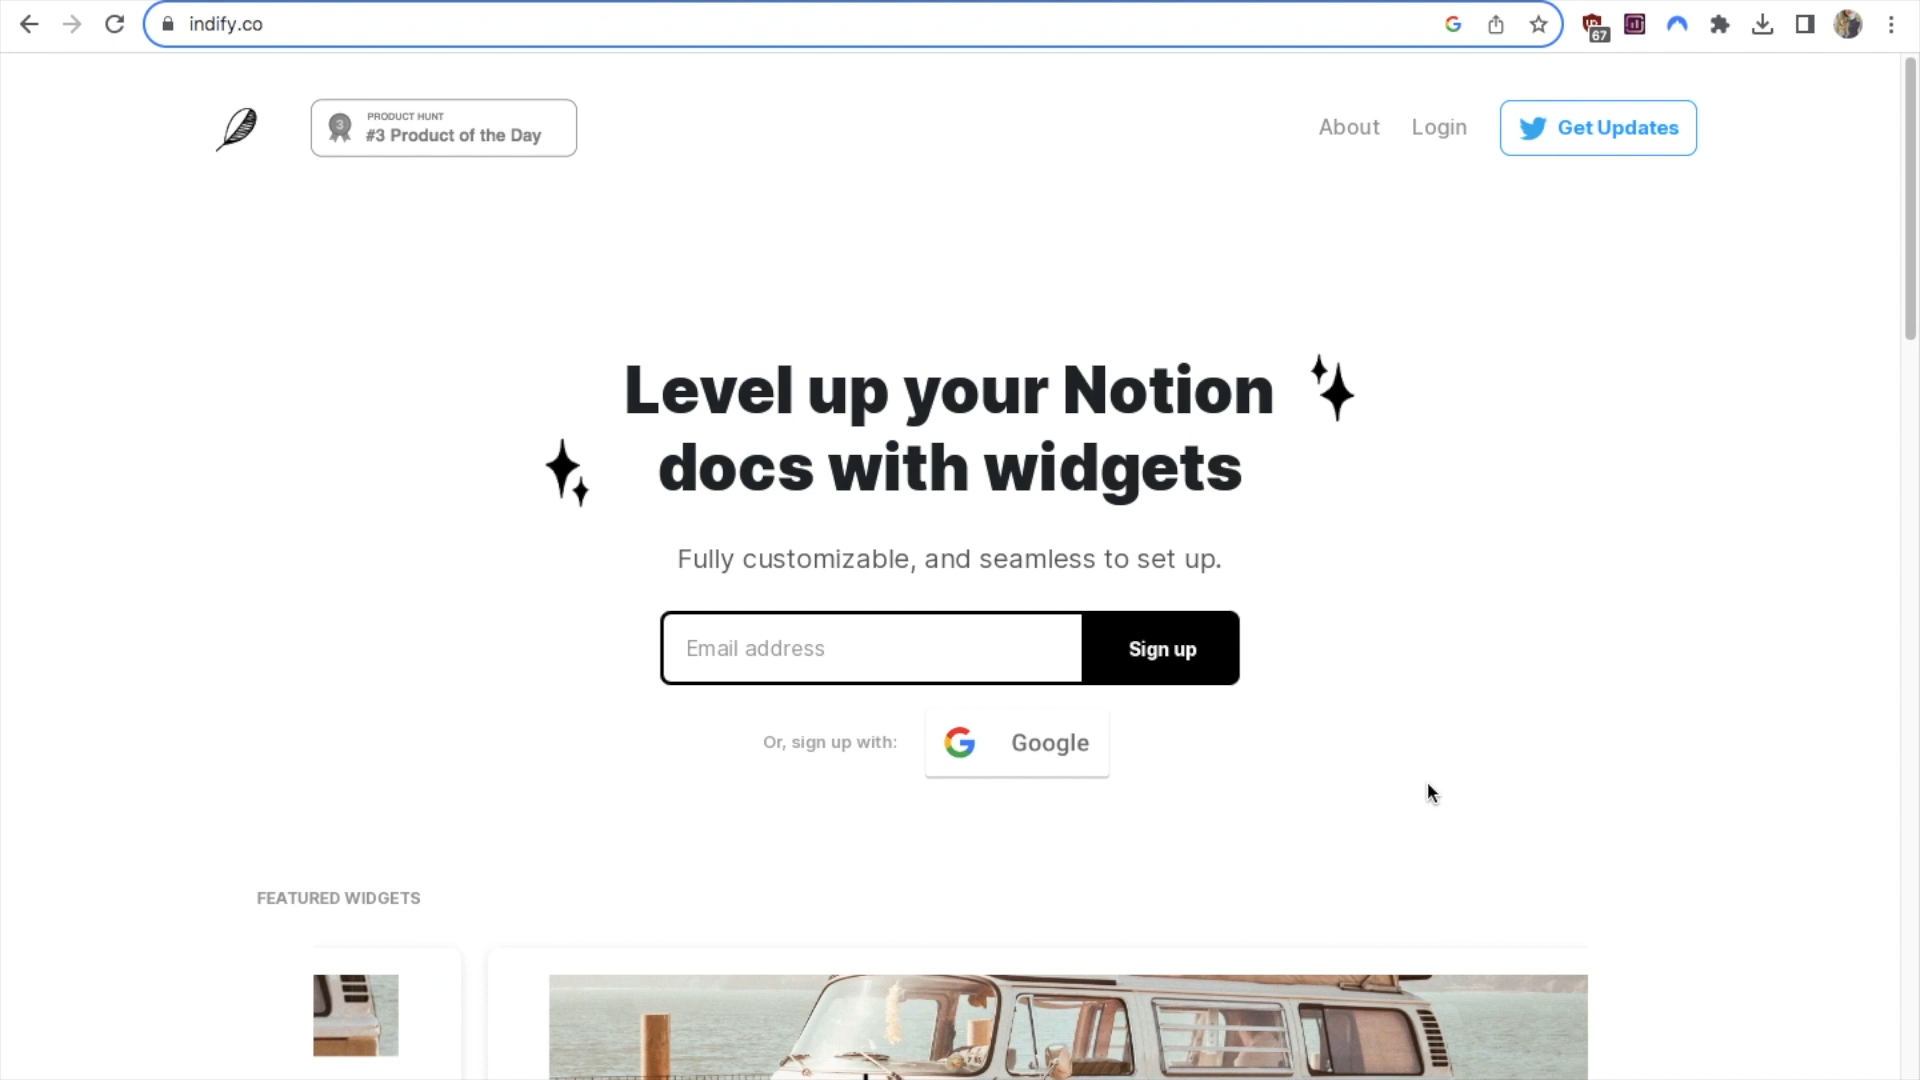 indify.co
67
3
PRODUCT HUNT
#3 Product of the Day
About
Login
Get Updates
Level up your Notion
docs with widgets
Fully customizable, and seamless to set up.
Email address
Sign up
Or, sign up with:
Google
FEATURED WIDGETS